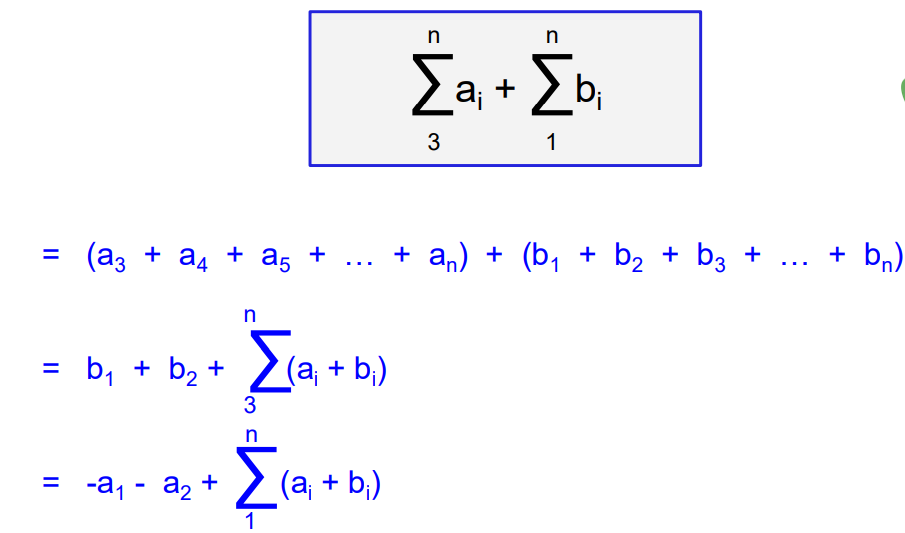 n n
∑aᵢ + ∑bᵢ
3 1
= (a₃ + a₄ + a₅ + … + aₙ) + (b₁ + b₂ + b₃ + … + bₙ)
n
= b₁ + b₂ + ∑(aᵢ + bᵢ)
3
n
= -a₁ - a₂ + ∑(aᵢ + bᵢ)
1